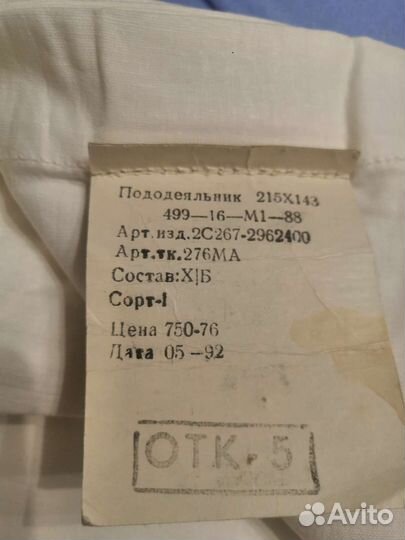 Пододеяльник 215Х143
499—16—М1—88
Арт.изд.2С267-2962400
Арт.тк.276МА
Состав:Х|Б
Сорт-I
Цена 750-76
Дата 05-92
ОТК-5
Avito